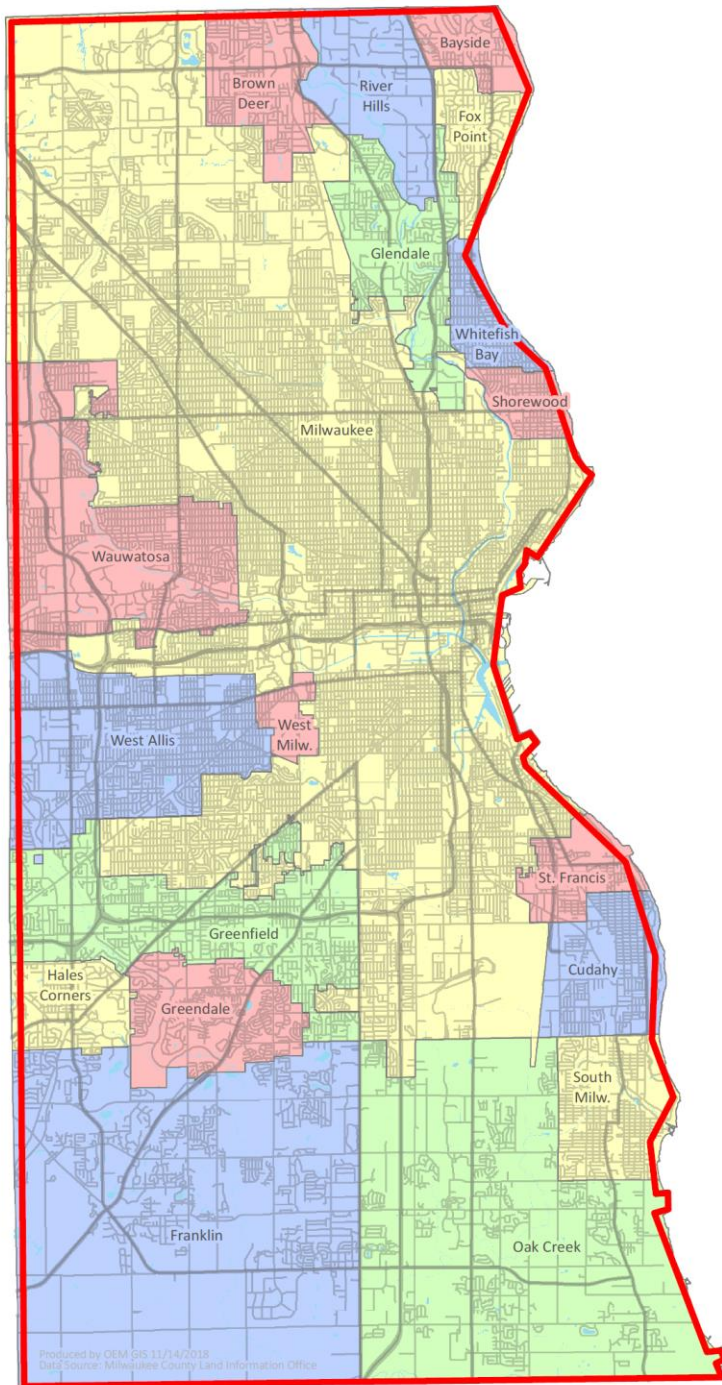 Bayside
Brown
Deer
River
Hills
Fox
Point
Glendale
Whitefish
Bay
Shorewood
Milwaukee
Wauwatosa
West
Milw.
West Allis
St. Francis
Greenfield
Cudahy
Hales
Corners
Greendale
South
Milw.
Franklin
Oak Creek
Produced by OEM-GIS 11/14/2018
Data Source: Milwaukee County Land Information Office